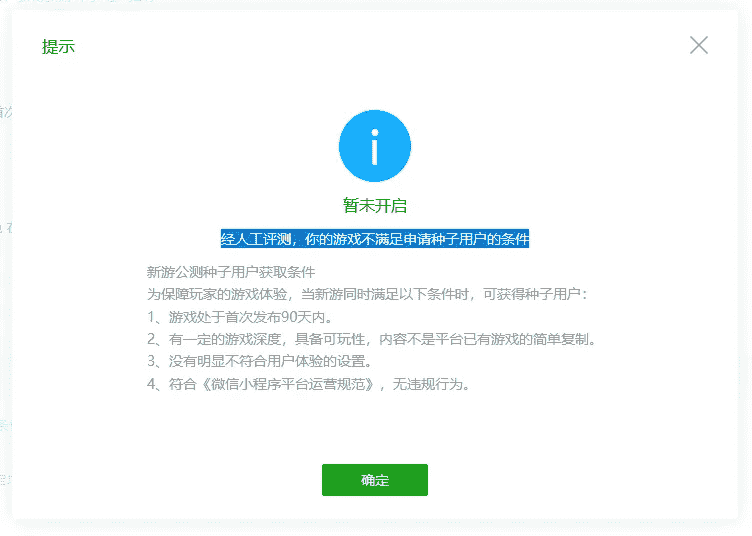 提示
暂未开启
经人工评测，你的游戏不满足申请种子用户的条件
新游公测种子用户获取条件
为保障玩家的游戏体验，当新游同时满足以下条件时，可获得种子用户：
1、游戏处于首次发布90天内。
2、有一定的游戏深度，具备可玩性，内容不是平台已有游戏的简单复制。
3、没有明显不符合用户体验的设置。
4、符合《微信小程序平台运营规范》，无违规行为。
确定